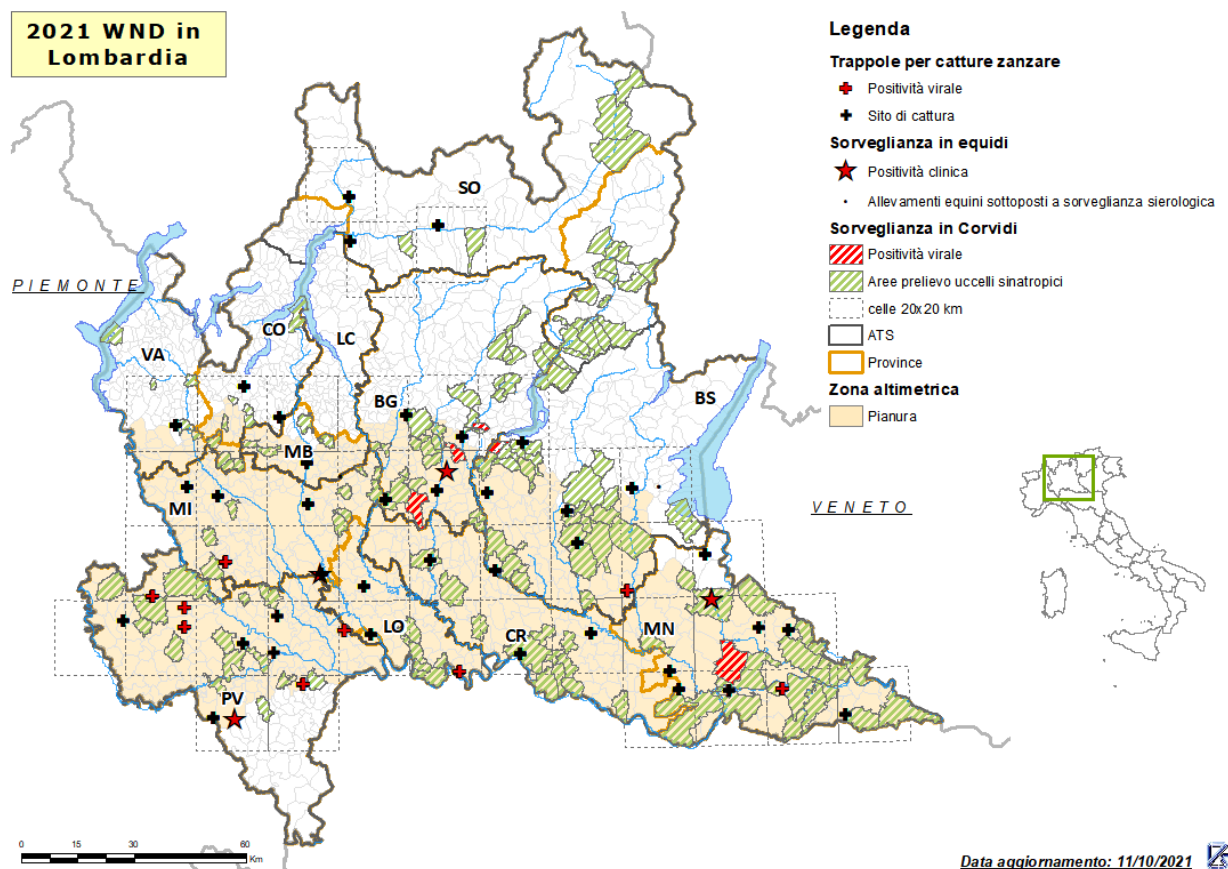 2021 WND in
Lombardia
Legenda
Trappole per catture zanzare
Positività virale
Sito di cattura
Sorveglianza in equidi
Positività clinica
Allevamenti equini sottoposti a sorveglianza sierologica
Sorveglianza in Corvidi
Positività virale
Aree prelievo uccelli sinatropici
celle 20x20 km
ATS
Province
Zona altimetrica
Pianura
SO
PIEMONTE
CO
LC
VA
BG
BS
MB
MI
VENETO
LO
CR
MN
PV
0 15 30 60
Km
Data aggiornamento: 11/10/2021